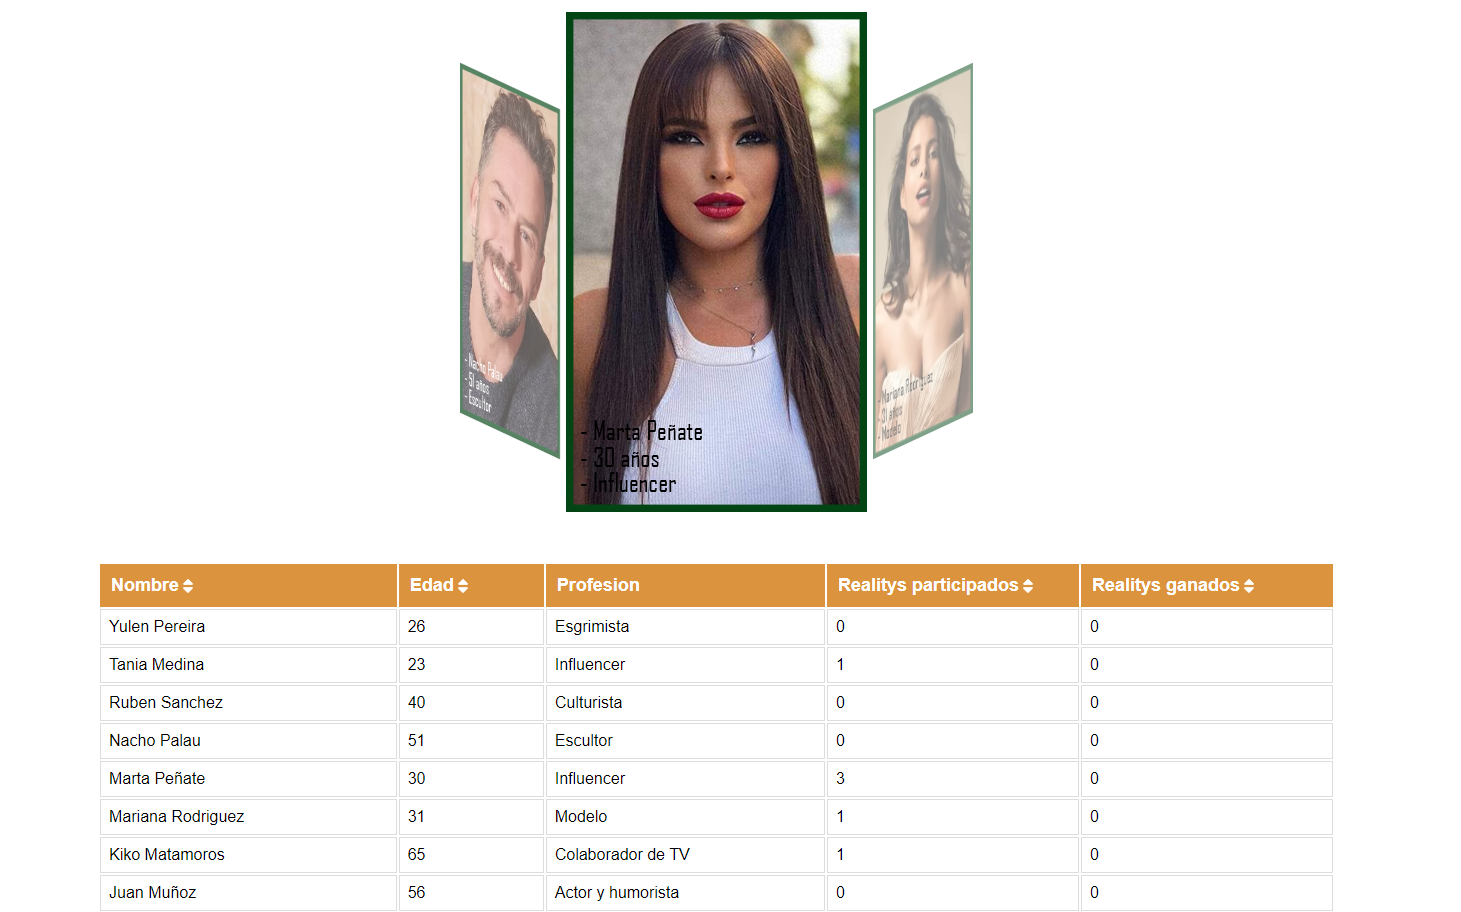 - Nacho Palau
- 51 años
- Escultor
- Marta Peñate
- 30 años
- Influencer
- Mariana Rodriguez
- 31 años
- Modelo
Nombre Edad Profesion Realitys participados Realitys ganados
Yulen Pereira 26 Esgrimista 0 0
Tania Medina 23 Influencer 1 0
Ruben Sanchez 40 Culturista 0 0
Nacho Palau 51 Escultor 0 0
Marta Peñate 30 Influencer 3 0
Mariana Rodriguez 31 Modelo 1 0
Kiko Matamoros 65 Colaborador de TV 1 0
Juan Muñoz 56 Actor y humorista 0 0